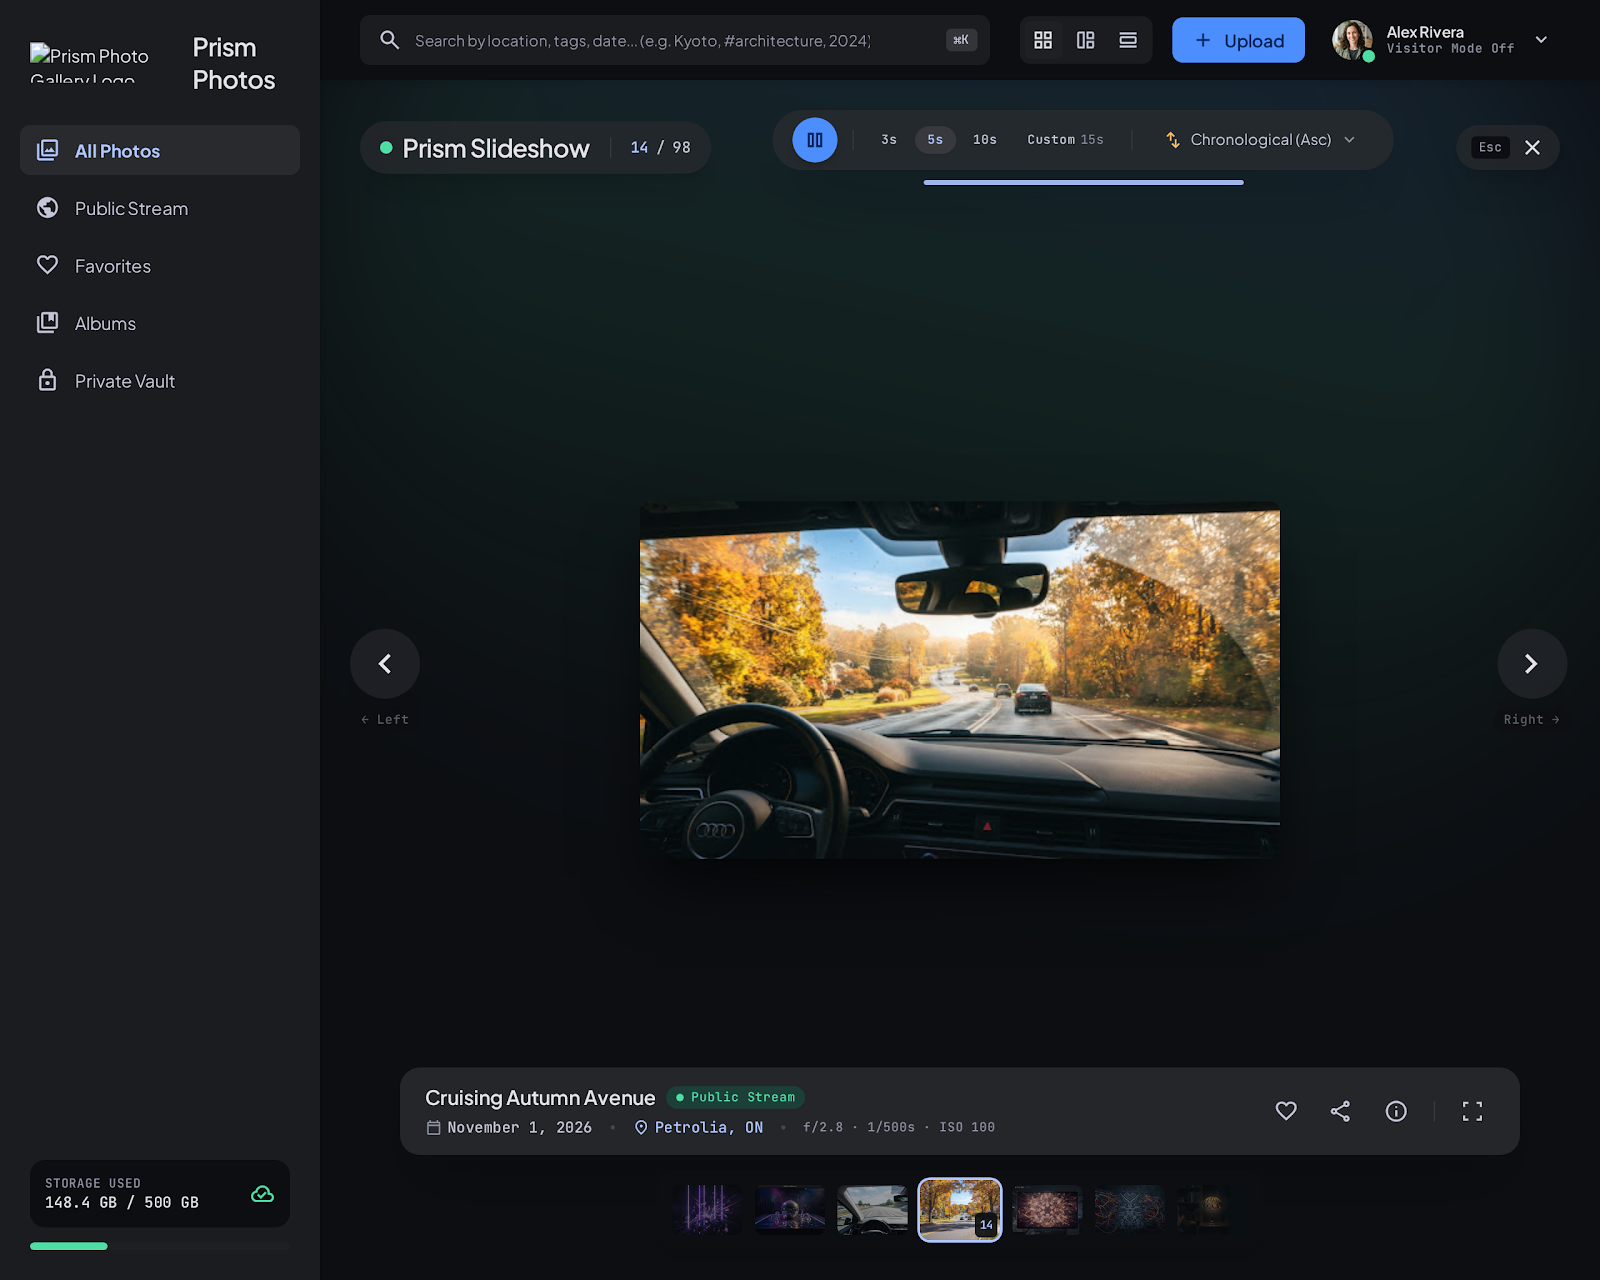 Prism Photo
Gallery Logo
Prism
Photos
All Photos
Public Stream
Favorites
Albums
Private Vault
STORAGE USED
148.4 GB / 500 GB
Search by location, tags, date... (e.g. Kyoto, #architecture, 2024)
⌘K
Upload
Alex Rivera
Visitor Mode Off
Prism Slideshow
14 / 98
3s
5s
10s
Custom 15s
Chronological (Asc)
Esc
← Left
Right →
Cruising Autumn Avenue
Public Stream
November 1, 2026 • Petrolia, ON • f/2.8 · 1/500s · ISO 100
14